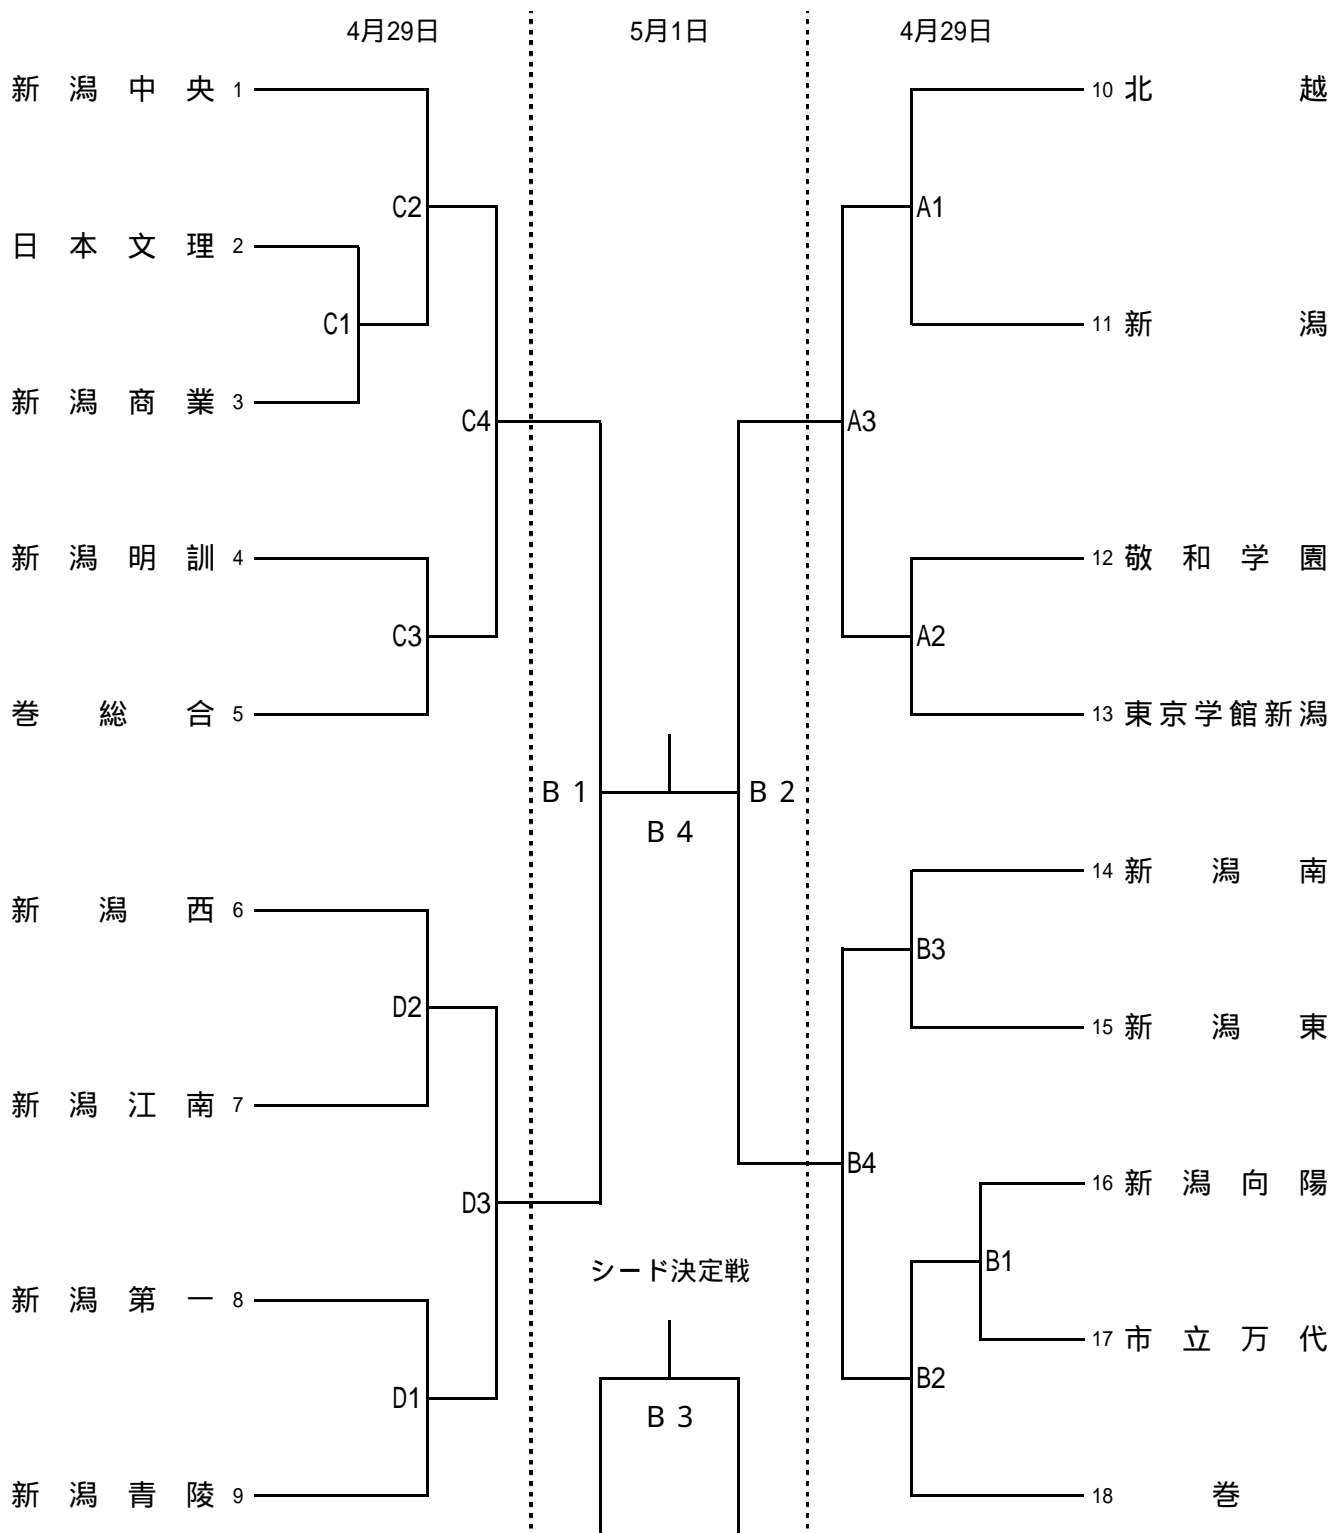 4月29日 5月1日 4月29日
新潟中央 1
10 北越
C2
A1
日本文理 2
C1
11 新潟
新潟商業 3
C4
A3
新潟明訓 4
12 敬和学園
C3
A2
巻総合 5
13 東京学館新潟
B 1
B 2
B 4
14 新潟南
新潟西 6
B3
D2
15 新潟東
新潟江南 7
B4
16 新潟向陽
D3
B1
シード決定戦
新潟第一 8
17 市立万代
B2
D1
B 3
新潟青陵 9
18 巻